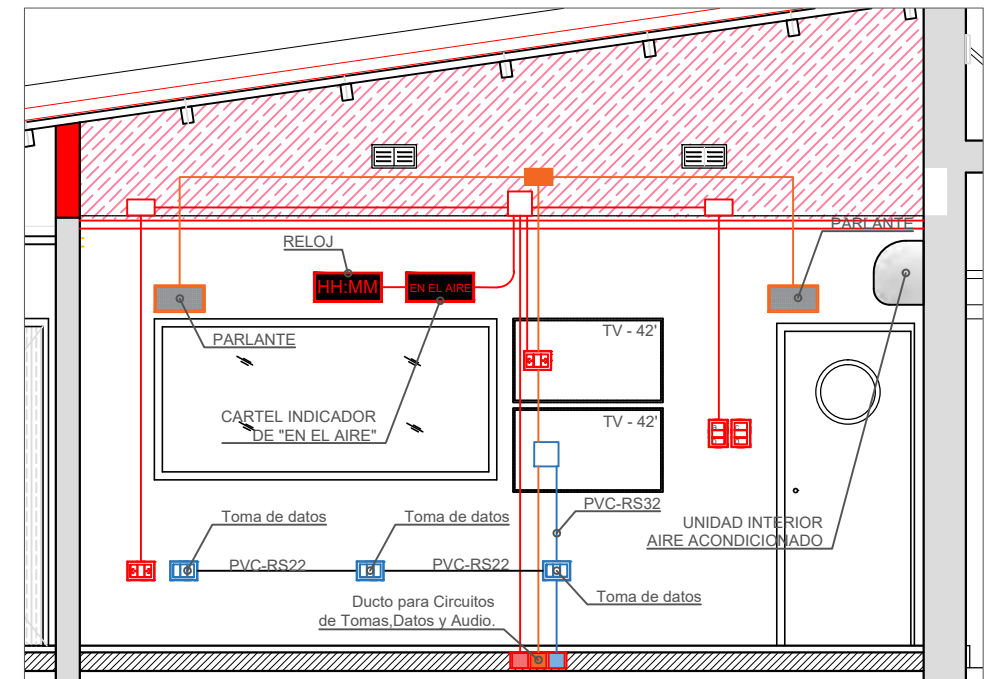 PARLANTE
RELOJ
HH:MM
EN EL AIRE
TV - 42'
PARLANTE
CARTEL INDICADOR
DE "EN EL AIRE"
TV - 42'
PVC-RS32
UNIDAD INTERIOR
AIRE ACONDICIONADO
Toma de datos
Toma de datos
PVC-RS22
PVC-RS22
Toma de datos
Ducto para Circuitos
de Tomas,Datos y Audio.